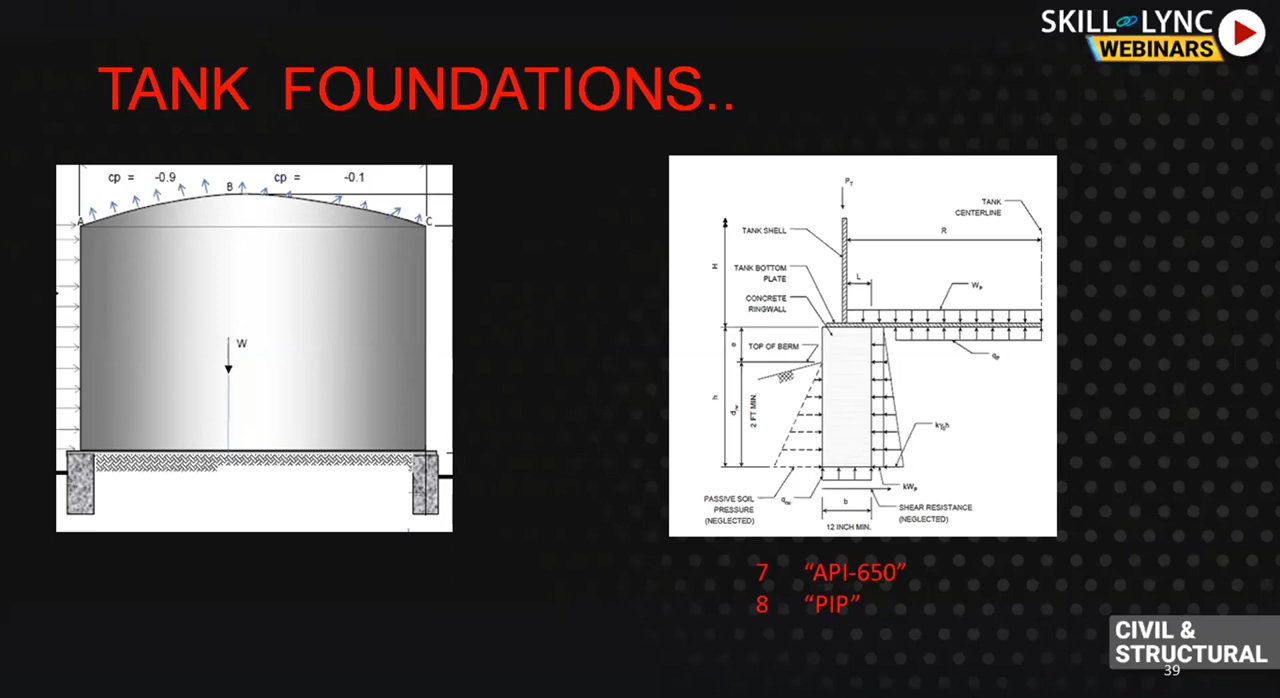 SKILL LYNC
WEBINARS
TANK FOUNDATIONS..
cp = -0.9
cp = -0.1
A
B
C
W
PT
TANK
CENTERLINE
TANK SHELL
R
H
TANK BOTTOM
PLATE
L
WP
CONCRETE
RINGWALL
TOP OF BERM
e
qP
h
2 FT MIN.
kWP
PASSIVE SOIL
PRESSURE
(NEGLECTED)
b
SHEAR RESISTANCE
(NEGLECTED)
12 INCH MIN.
7 “API-650”
8 “PIP”
CIVIL &
STRUCTURAL
39